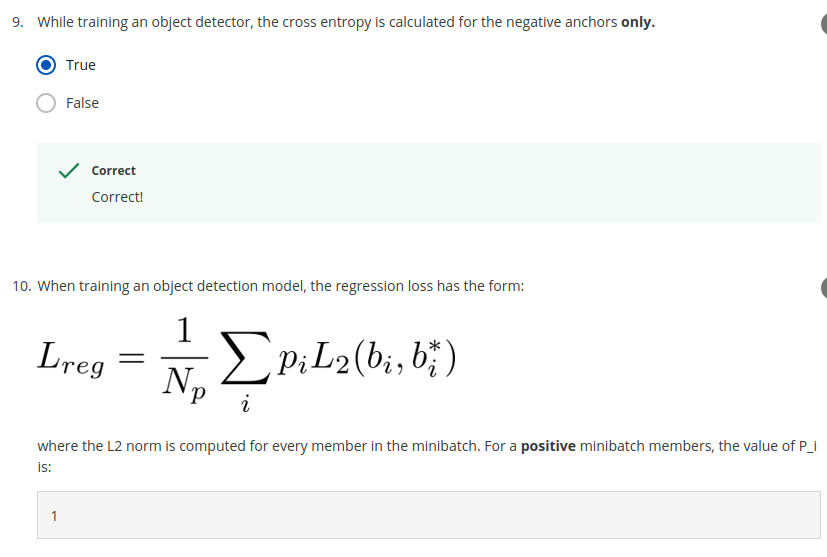 9. While training an object detector, the cross entropy is calculated for the negative anchors only.
True
False
Correct
Correct!
10. When training an object detection model, the regression loss has the form:
L_{reg} = \frac{1}{N_p} \sum_i p_i L_2(b_i, b_i^*)
where the L2 norm is computed for every member in the minibatch. For a positive minibatch members, the value of P_i
is:
1